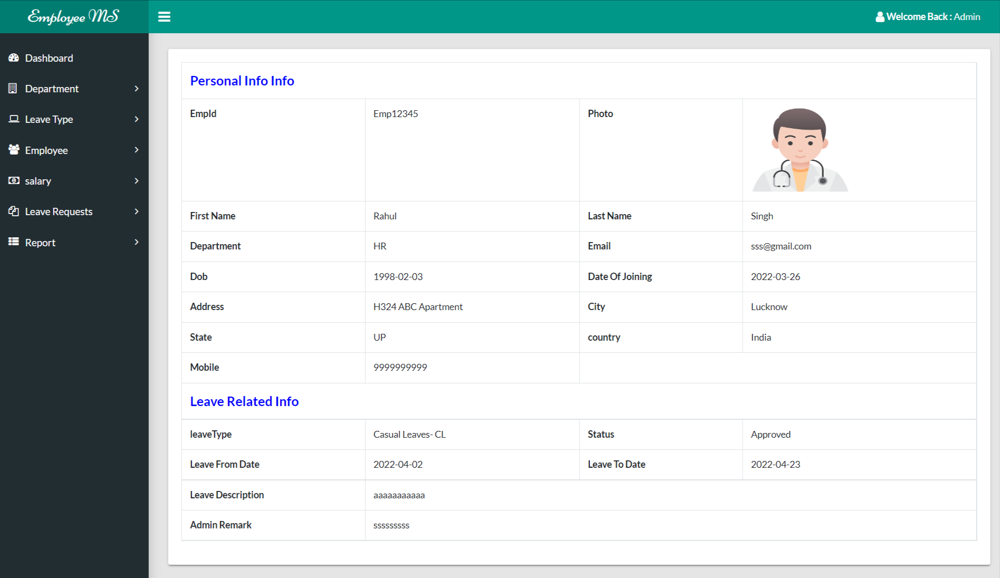 Employee MS
Welcome Back : Admin
Dashboard
Department
Leave Type
Employee
salary
Leave Requests
Report
Personal Info Info
EmpId Emp12345 Photo
First Name Rahul Last Name Singh
Department HR Email sss@gmail.com
Dob 1998-02-03 Date Of Joining 2022-03-26
Address H324 ABC Apartment City Lucknow
State UP country India
Mobile 9999999999
Leave Related Info
leaveType Casual Leaves- CL Status Approved
Leave From Date 2022-04-02 Leave To Date 2022-04-23
Leave Description aaaaaaaaaaa
Admin Remark sssssssss